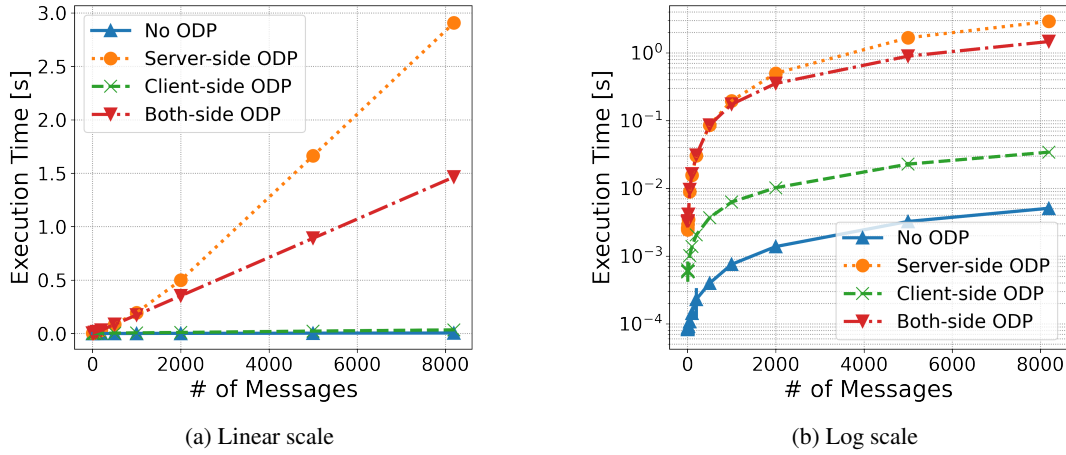 3.0
2.5
2.0
1.5
1.0
0.5
0.0
Execution Time [s]
No ODP
Server-side ODP
Client-side ODP
Both-side ODP
0 2000 4000 6000 8000
# of Messages
(a) Linear scale
10^0
10^-1
10^-2
10^-3
10^-4
Execution Time [s]
No ODP
Server-side ODP
Client-side ODP
Both-side ODP
0 2000 4000 6000 8000
# of Messages
(b) Log scale